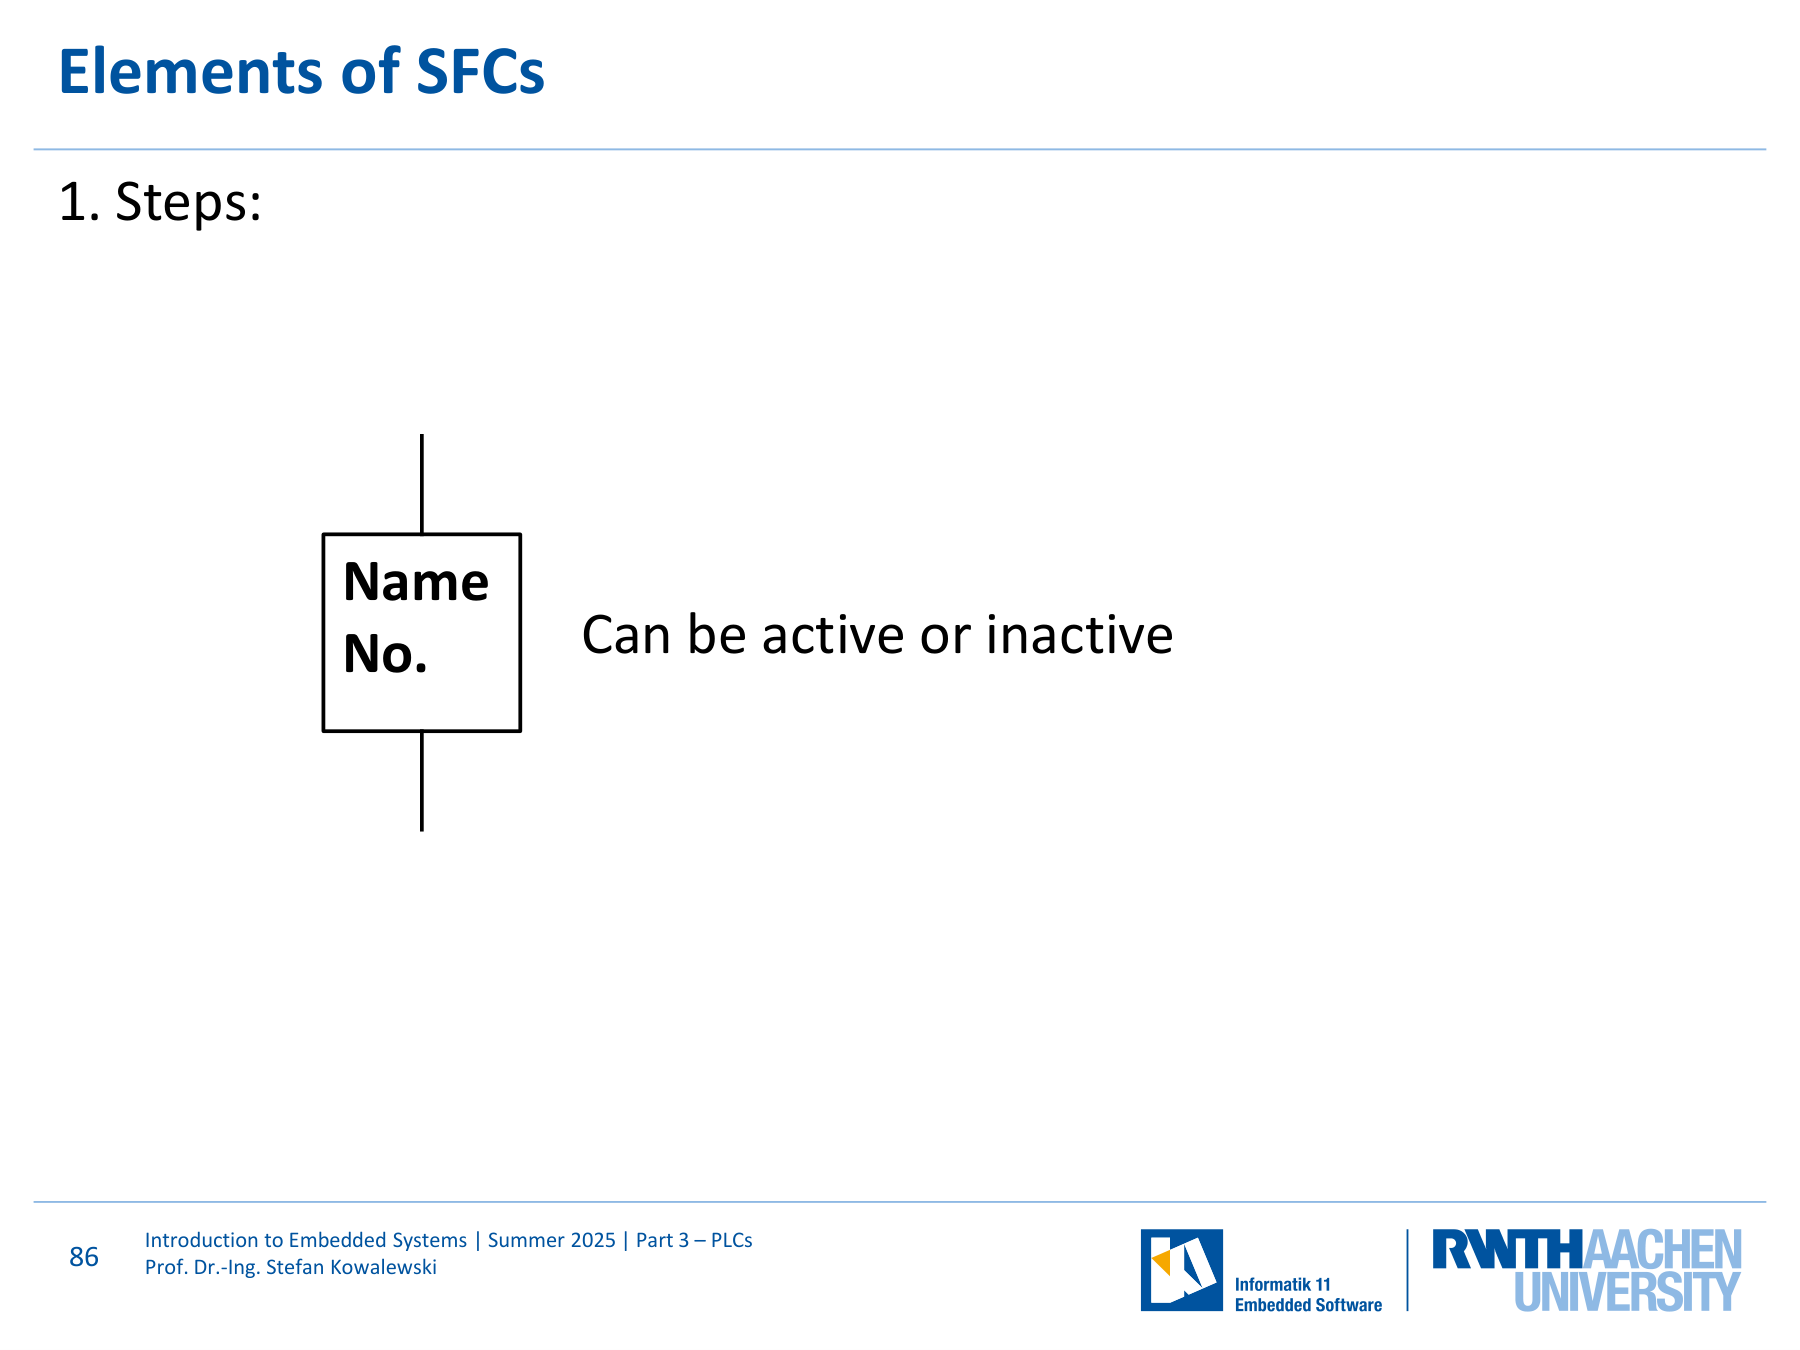 Elements of SFCs
1. Steps:
Name
No.
Can be active or inactive
86
Introduction to Embedded Systems | Summer 2025 | Part 3 – PLCs
Prof. Dr.-Ing. Stefan Kowalewski
Informatik 11
Embedded Software
RWTHAACHEN
UNIVERSITY